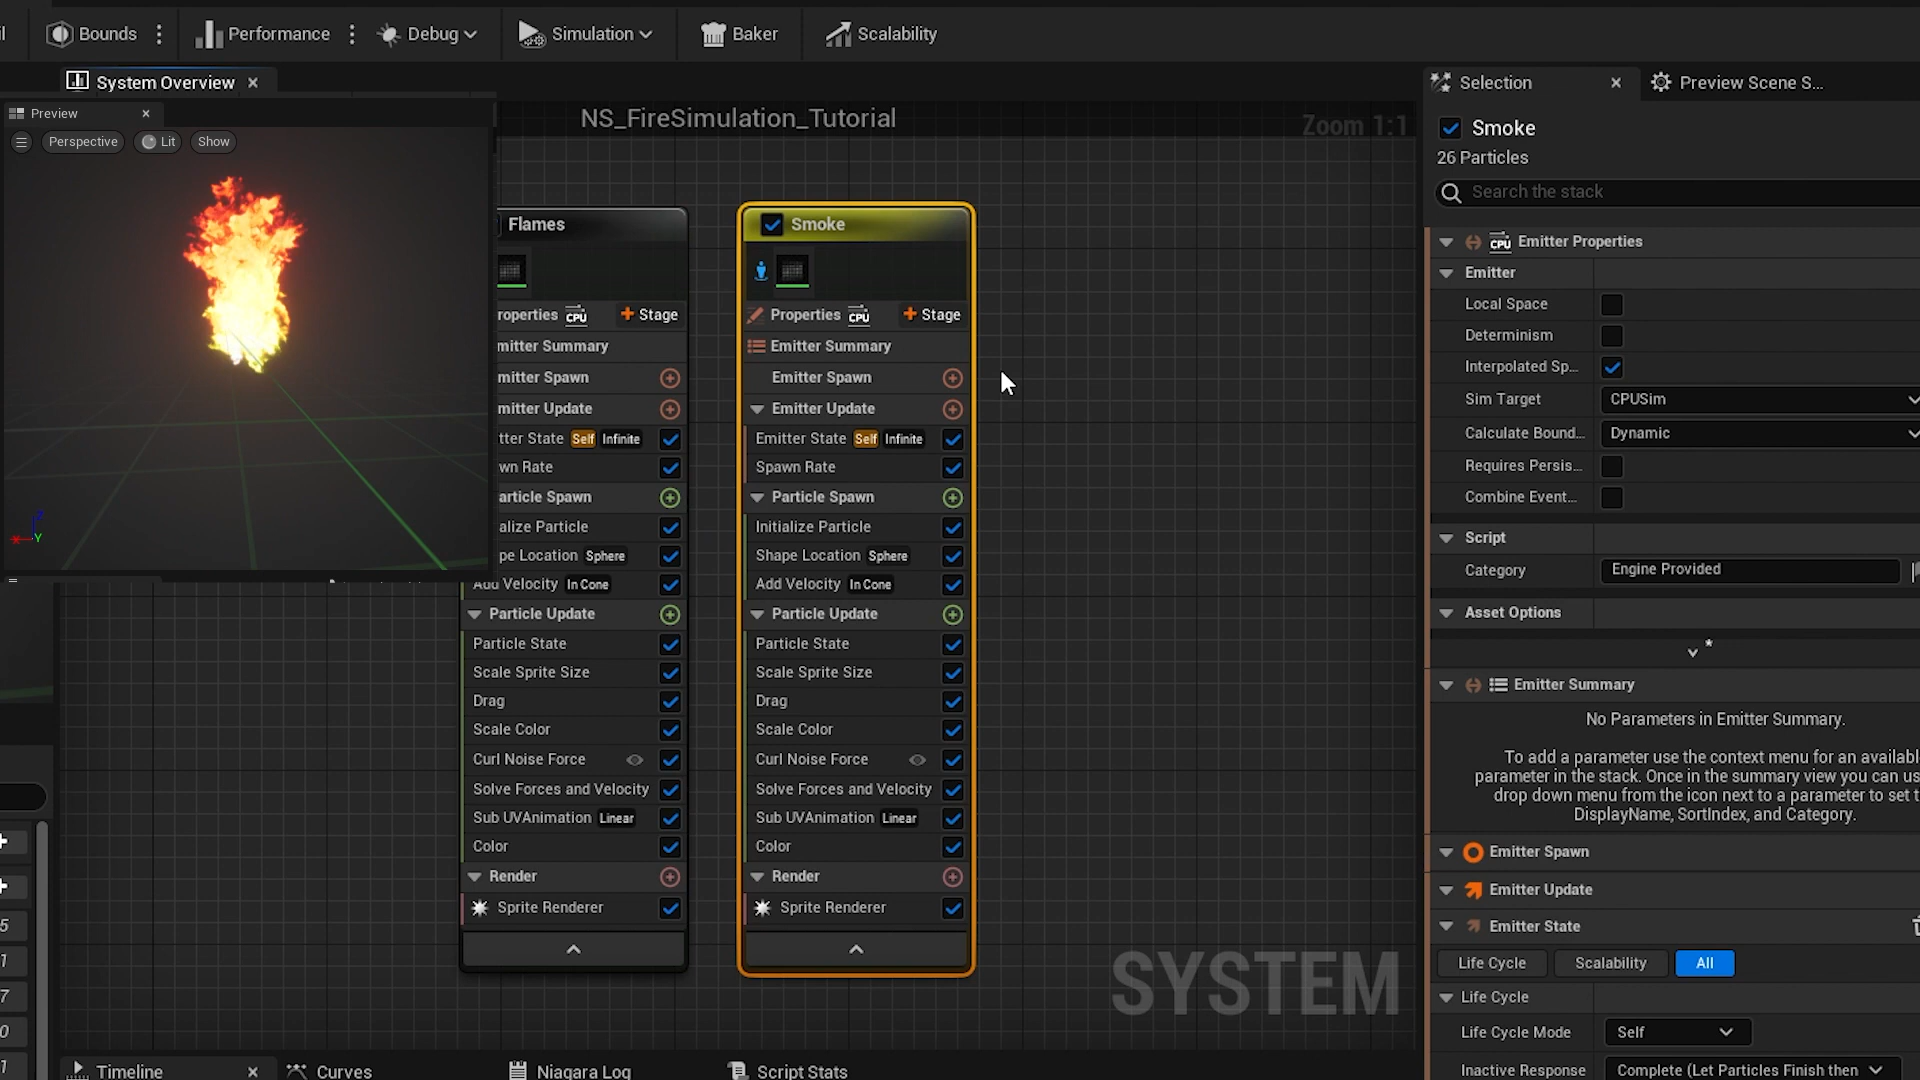 Bounds
Performance
Debug
Simulation
Baker
Scalability
System Overview
Selection
Preview Scene S...
Preview
Perspective
Lit
Show
NS_FireSimulation_Tutorial
Zoom 1:1
Flames
roperties CPU Stage
mitter Summary
mitter Spawn
mitter Update
tter State Self Infinite
wn Rate
article Spawn
alize Particle
pe Location Sphere
Add Velocity In Cone
Particle Update
Particle State
Scale Sprite Size
Drag
Scale Color
Curl Noise Force
Solve Forces and Velocity
Sub UVAnimation Linear
Color
Render
Sprite Renderer
Smoke
Properties CPU Stage
Emitter Summary
Emitter Spawn
Emitter Update
Emitter State Self Infinite
Spawn Rate
Particle Spawn
Initialize Particle
Shape Location Sphere
Add Velocity In Cone
Particle Update
Particle State
Scale Sprite Size
Drag
Scale Color
Curl Noise Force
Solve Forces and Velocity
Sub UVAnimation Linear
Color
Render
Sprite Renderer
SYSTEM
Smoke
26 Particles
Search the stack
CPU Emitter Properties
Emitter
Local Space
Determinism
Interpolated Sp...
Sim Target CPUSim
Calculate Bound... Dynamic
Requires Persis...
Combine Event...
Script
Category Engine Provided
Asset Options
Emitter Summary
No Parameters in Emitter Summary.
To add a parameter use the context menu for an availabl
parameter in the stack. Once in the summary view you can us
drop down menu from the icon next to a parameter to set t
DisplayName, SortIndex, and Category.
Emitter Spawn
Emitter Update
Emitter State
Life Cycle
Scalability
All
Life Cycle
Life Cycle Mode Self
Inactive Response Complete (Let Particles Finish then
Timeline
Curves
Niagara Log
Script Stats